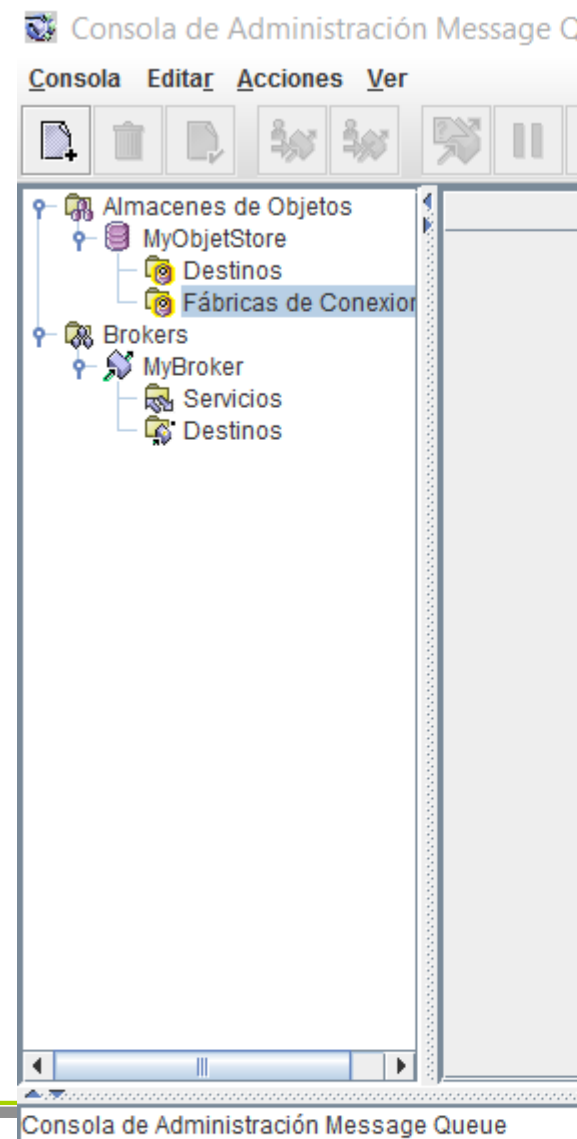 Consola de Administración Message Q
Consola Editar Acciones Ver
Almacenes de Objetos
MyObjetStore
Destinos
Fábricas de Conexion
Brokers
MyBroker
Servicios
Destinos
Consola de Administración Message Queue